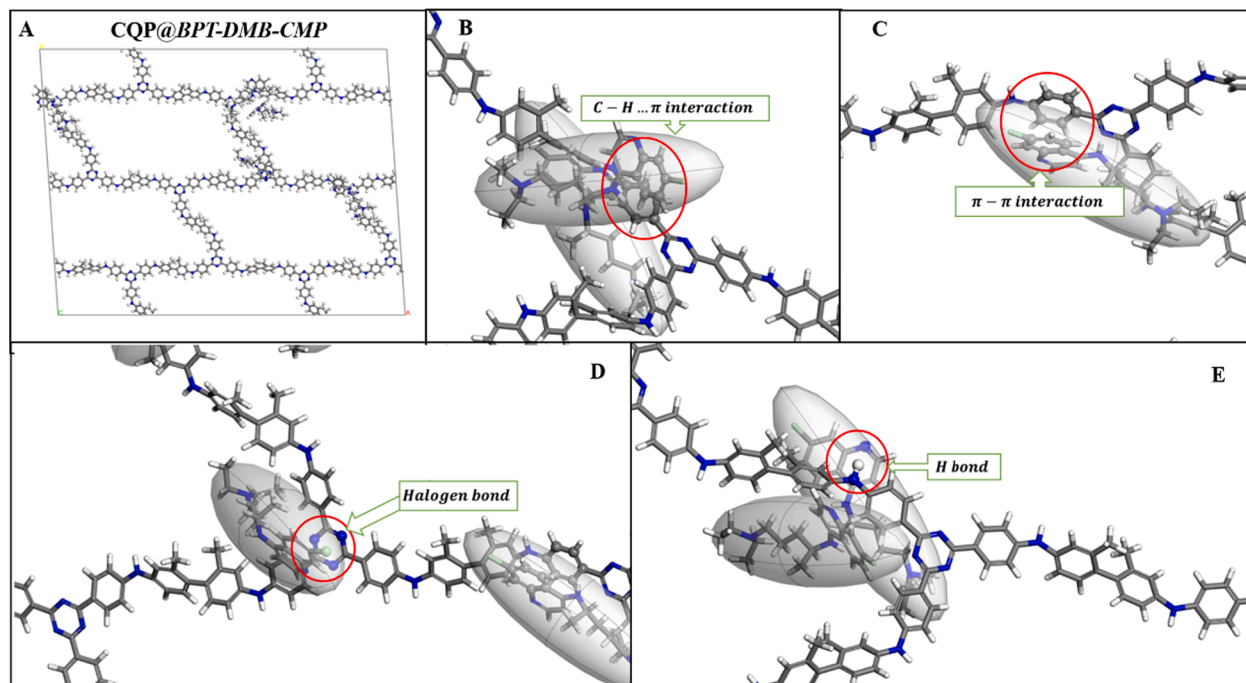 A
CQP@BPT-DMB-CMP
B
C – H ...π interaction
C
π – π interaction
D
Halogen bond
E
H bond
C
A